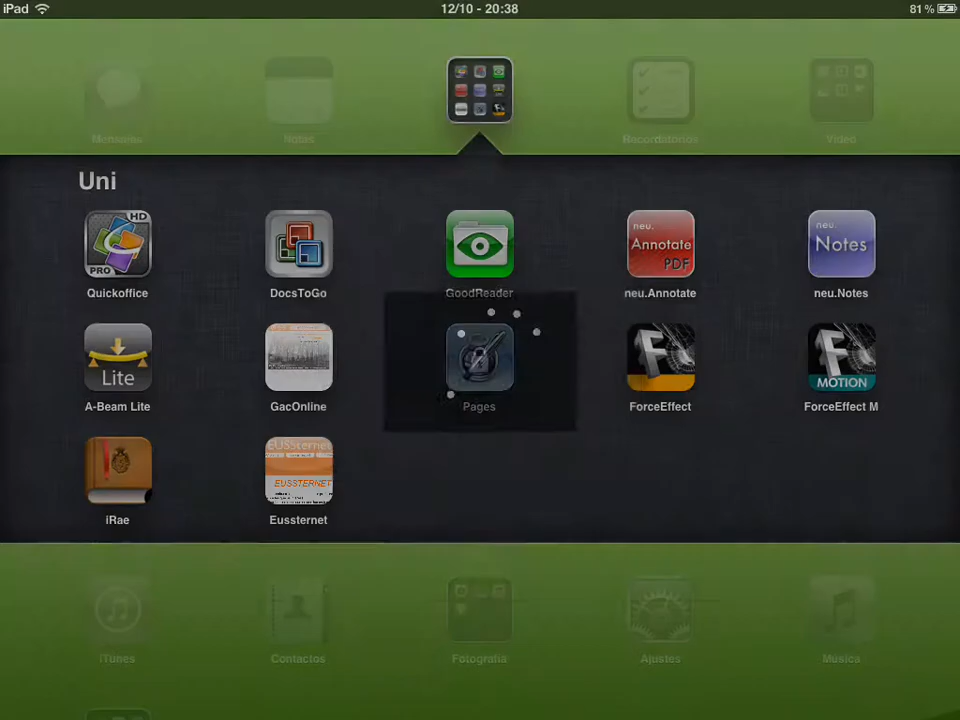 iPad 12/10 - 20:38 81 %
Mensajes Notas Recordatorios Vídeo
Uni
HD
PRO
neu.
Annotate
PDF
neu.
Notes
Quickoffice DocsToGo GoodReader neu.Annotate neu.Notes
Lite
F
F
MOTION
A-Beam Lite GacOnline Pages ForceEffect ForceEffect M
EUSSternet
EUSSTERNET
iRae Eussternet
iTunes Contactos Fotografía Ajustes Música